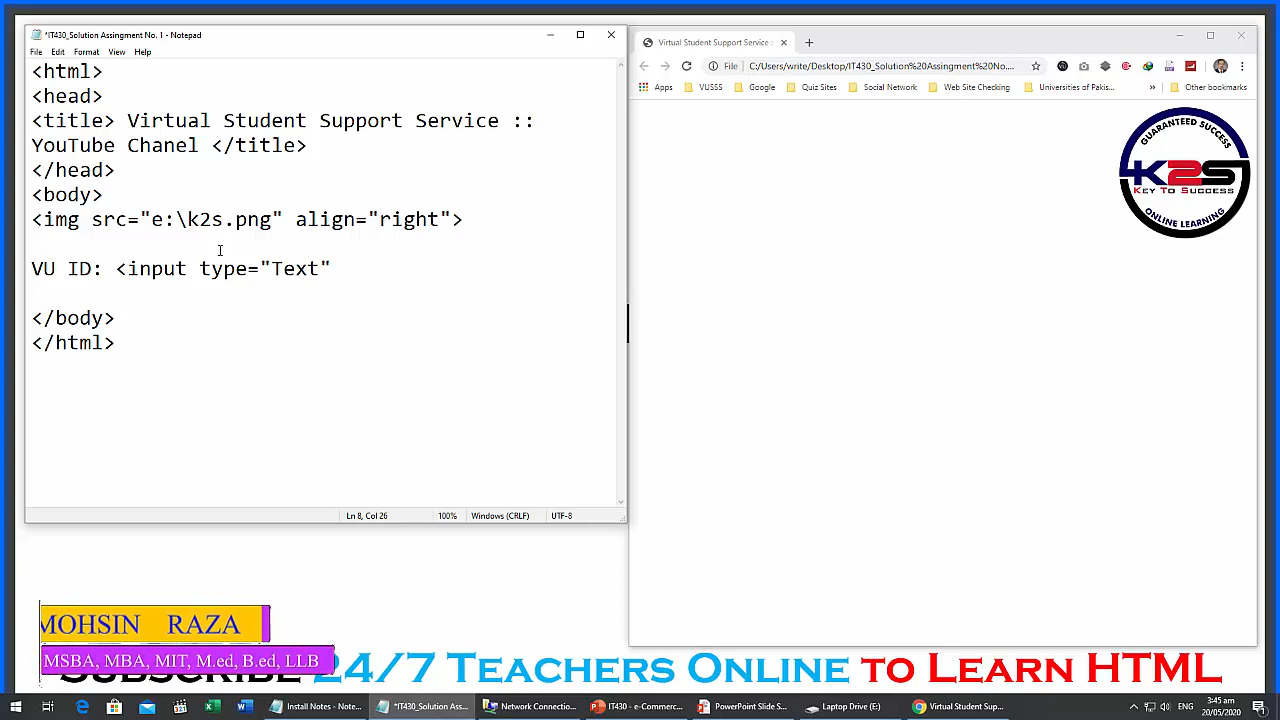 *IT430_Solution Assingment No. 1 - Notepad
File Edit Format View Help
<html>
<head>
<title> Virtual Student Support Service ::
YouTube Chanel </title>
</head>
<body>
<img src="e:\k2s.png" align="right">
VU ID: <input type="Text"
</body>
</html>
Ln 8, Col 26 100% Windows (CRLF) UTF-8
Virtual Student Support Service :
File C:/Users/write/Desktop/IT430_Solution%20Assingment%20No....
Apps VUSSS Google Quiz Sites Social Network Web Site Checking Universities of Pakis... » Other bookmarks
GUARANTEED SUCCESS
K2S
KEY TO SUCCESS
ONLINE LEARNING
MOHSIN RAZA
MSBA, MBA, MIT, M.ed, B.ed, LLB
SUBSCRIBE 24/7 TEACHERS ONLINE TO LEARN HTML
Install Notes - Note... *IT430_Solution Ass... Network Connectio... IT430 - e-Commerc... PowerPoint Slide S... Laptop Drive (E:) Virtual Student Sup... ENG 3:45 am
20/05/2020